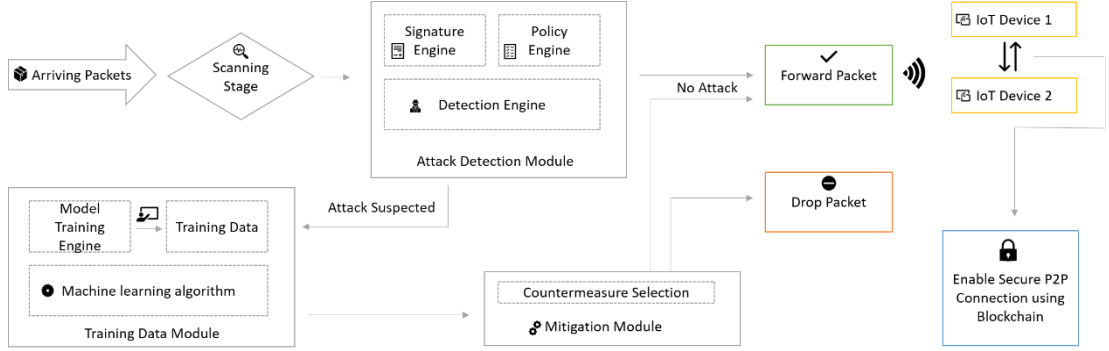 Arriving Packets
Scanning
Stage
Signature
Engine
Policy
Engine
Detection Engine
Attack Detection Module
No Attack
Forward Packet
IoT Device 1
IoT Device 2
Attack Suspected
Drop Packet
Model
Training
Engine
Training Data
Machine learning algorithm
Training Data Module
Countermeasure Selection
Mitigation Module
Enable Secure P2P
Connection using
Blockchain